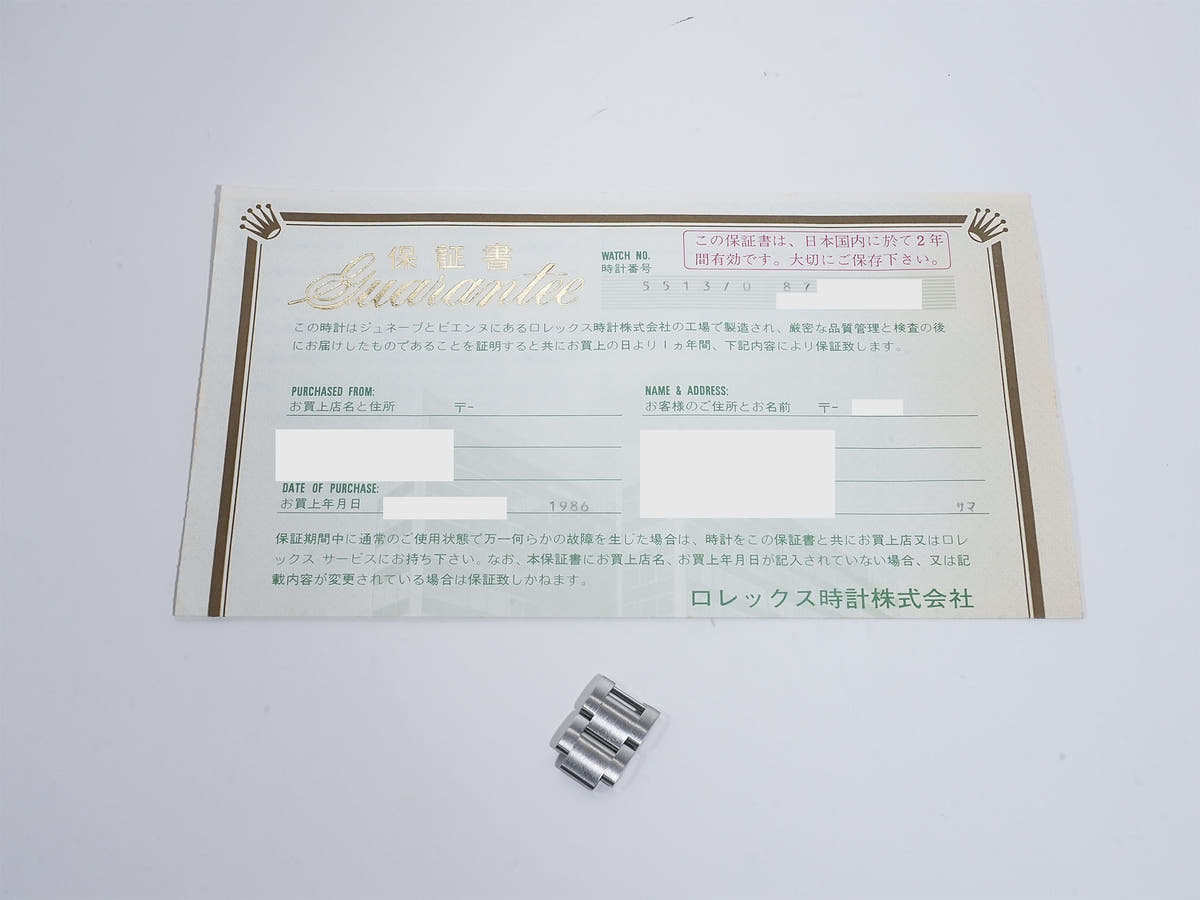 保証書
Guarantee
WATCH NO.
時計番号
この保証書は、日本国内に於て2年
間有効です。大切にご保存下さい。
5513/0 87
この時計はジュネーブとビエンヌにあるロレックス時計株式会社の工場で製造され、厳密な品質管理と検査の後
にお届けしたものであることを証明すると共にお買上の日より1ヵ年間、下記内容により保証致します。
PURCHASED FROM:
お買上店名と住所 〒-
NAME & ADDRESS:
お客様のご住所とお名前 〒-
DATE OF PURCHASE:
お買上年月日 1986
サマ
保証期間中に通常のご使用状態で万一何らかの故障を生じた場合は、時計をこの保証書と共にお買上店又はロレ
ックス サービスにお持ち下さい。なお、本保証書にお買上店名、お買上年月日が記入されていない場合、又は記
載内容が変更されている場合は保証致しかねます。
ロレックス時計株式会社